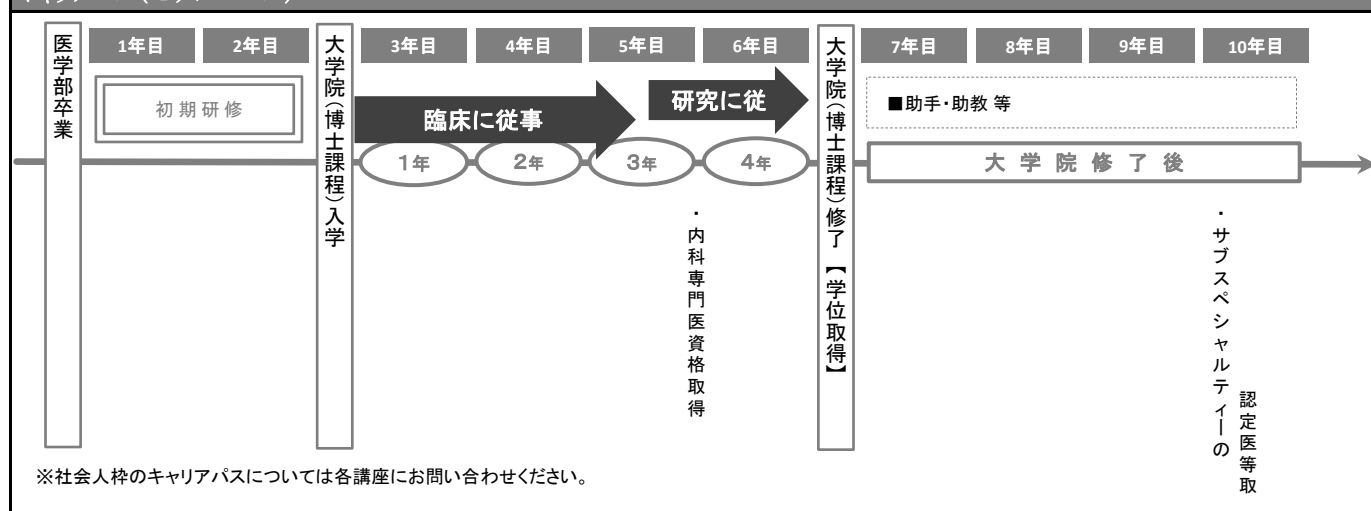 医学部卒業
1年目
2年目
初期研修
大学院(博士課程)入学
3年目
4年目
5年目
6年目
臨床に従事
研究に従
1年
2年
3年
4年
・内科専門医資格取得
大学院(博士課程)修了 【学位取得】
7年目
8年目
9年目
10年目
■助手・助教 等
大学院修了後
・サブスペシャルティーの
認定医等取
※社会人枠のキャリアパスについては各講座にお問い合わせください。